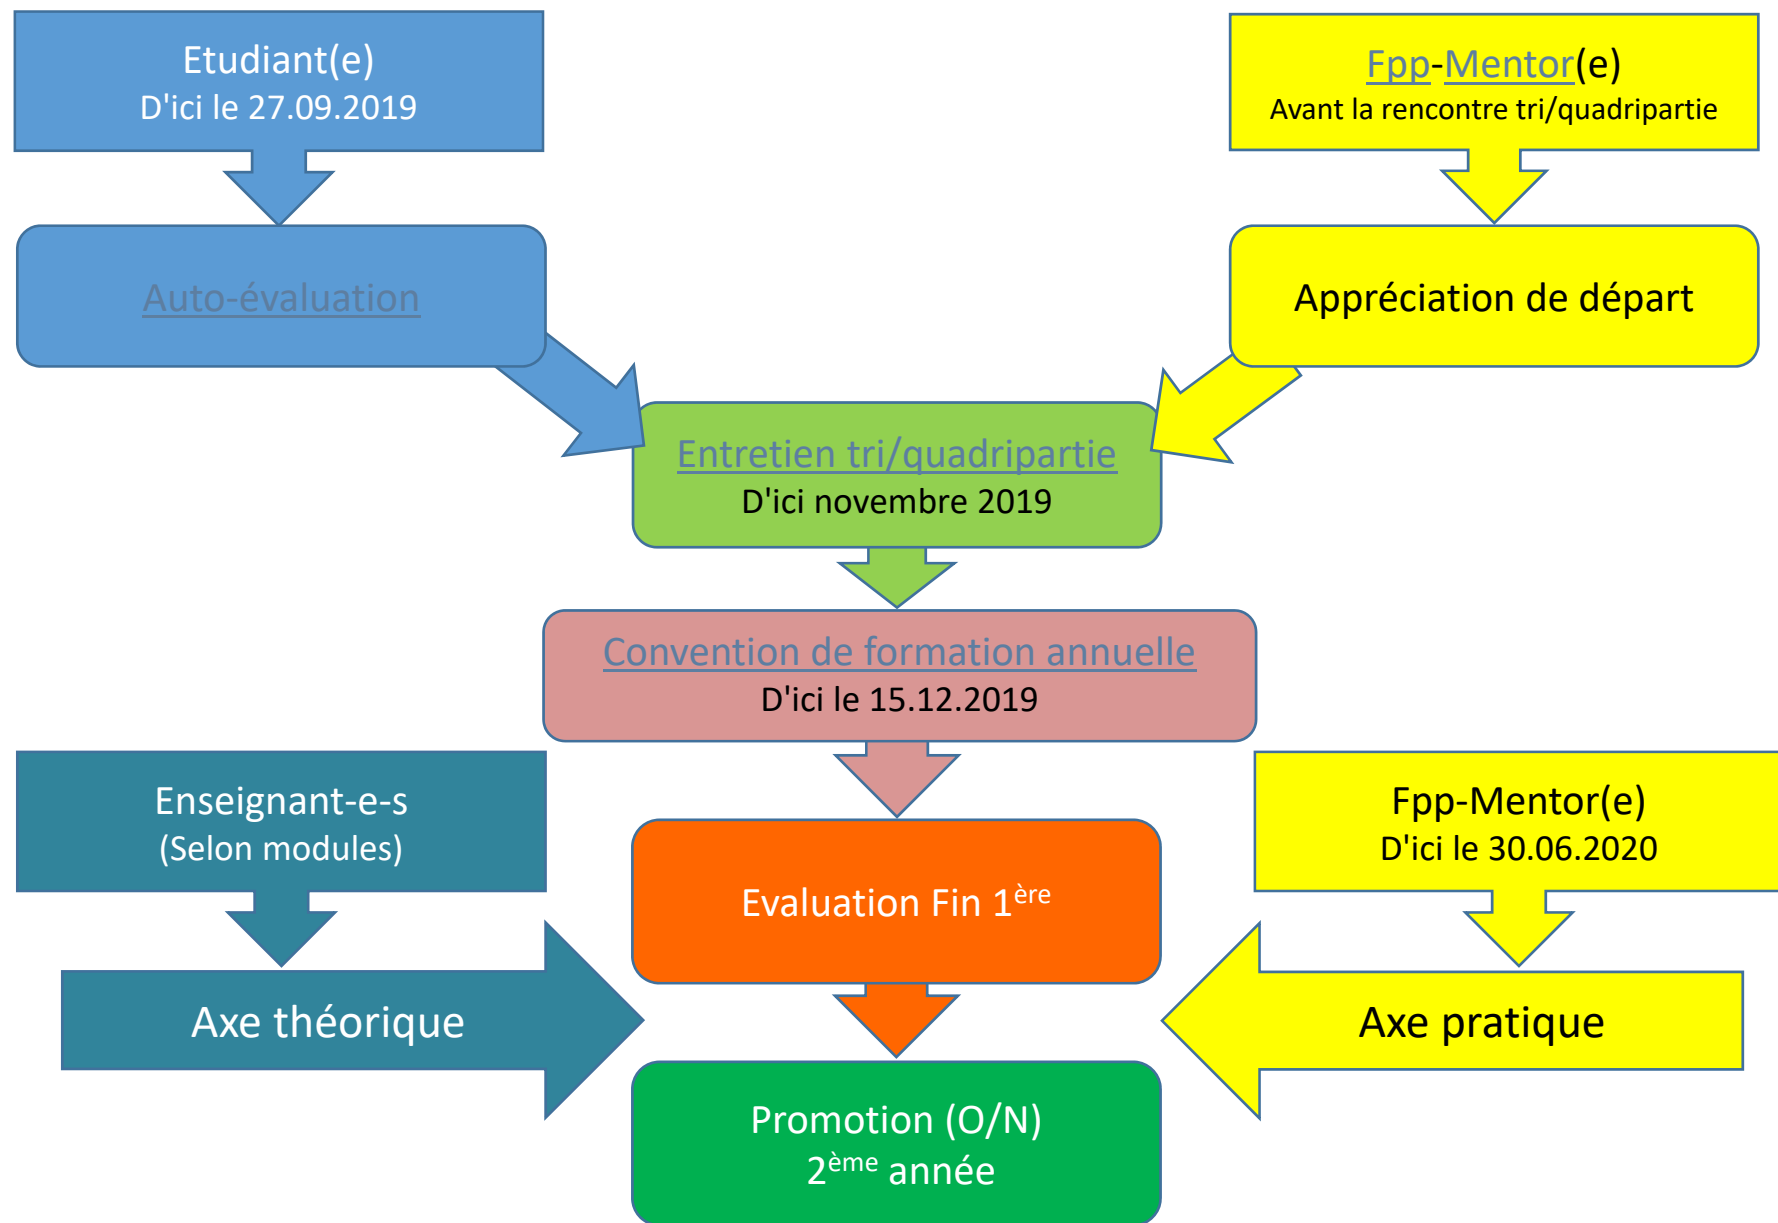 Etudiant(e)
D'ici le 27.09.2019
Fpp-Mentor(e)
Avant la rencontre tri/quadripartie
Auto-évaluation
Appréciation de départ
Entretien tri/quadripartie
D'ici novembre 2019
Convention de formation annuelle
D'ici le 15.12.2019
Enseignant-e-s
(Selon modules)
Fpp-Mentor(e)
D'ici le 30.06.2020
Evaluation Fin 1ère
Axe théorique
Axe pratique
Promotion (O/N)
2ème année